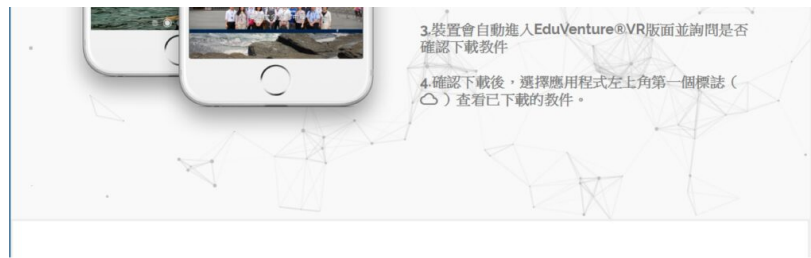 3.裝置會自動進入EduVenture®VR版面並詢問是否
確認下載教件
4.確認下載後，選擇應用程式左上角第一個標誌（
）查看已下載的教件。